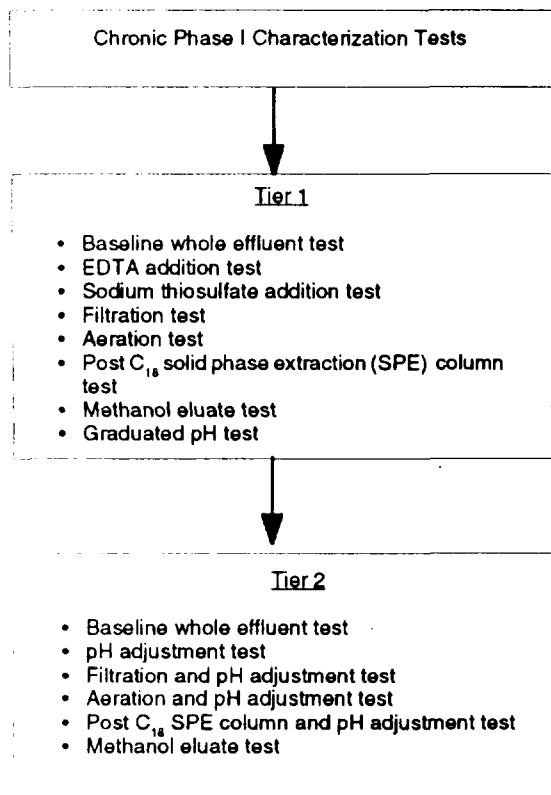 Chronic Phase I Characterization Tests
Tier 1
• Baseline whole effluent test
• EDTA addition test
• Sodium thiosulfate addition test
• Filtration test
• Aeration test
• Post C₁₈ solid phase extraction (SPE) column
test
• Methanol eluate test
• Graduated pH test
Tier 2
• Baseline whole effluent test
• pH adjustment test
• Filtration and pH adjustment test
• Aeration and pH adjustment test
• Post C₁₈ SPE column and pH adjustment test
• Methanol eluate test